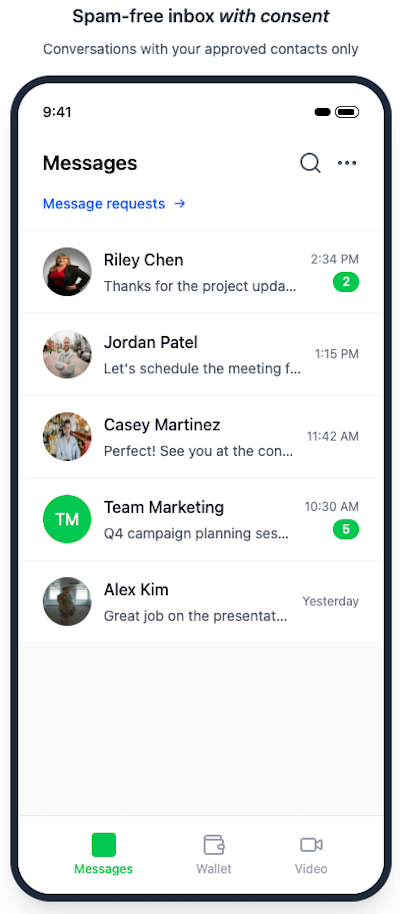 Spam-free inbox with consent
Conversations with your approved contacts only
9:41
Messages
Message requests →
Riley Chen
2:34 PM
Thanks for the project upda...
2
Jordan Patel
1:15 PM
Let's schedule the meeting f...
Casey Martinez
11:42 AM
Perfect! See you at the con...
TM
Team Marketing
10:30 AM
Q4 campaign planning ses...
5
Alex Kim
Yesterday
Great job on the presentat...
Messages
Wallet
Video